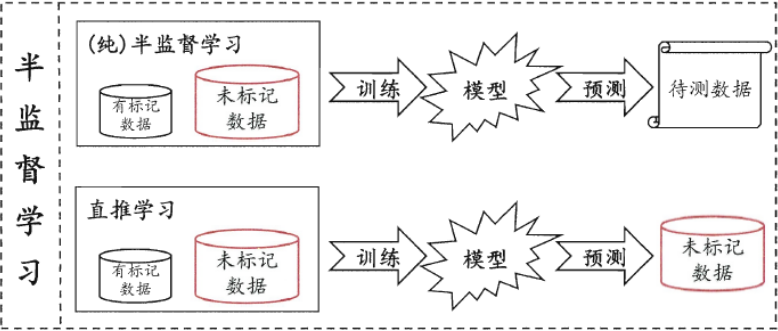 半监督学习
(纯)半监督学习
有标记
数据
未标记
数据
训练
模型
预测
待测数据
直推学习
有标记
数据
未标记
数据
训练
模型
预测
未标记
数据